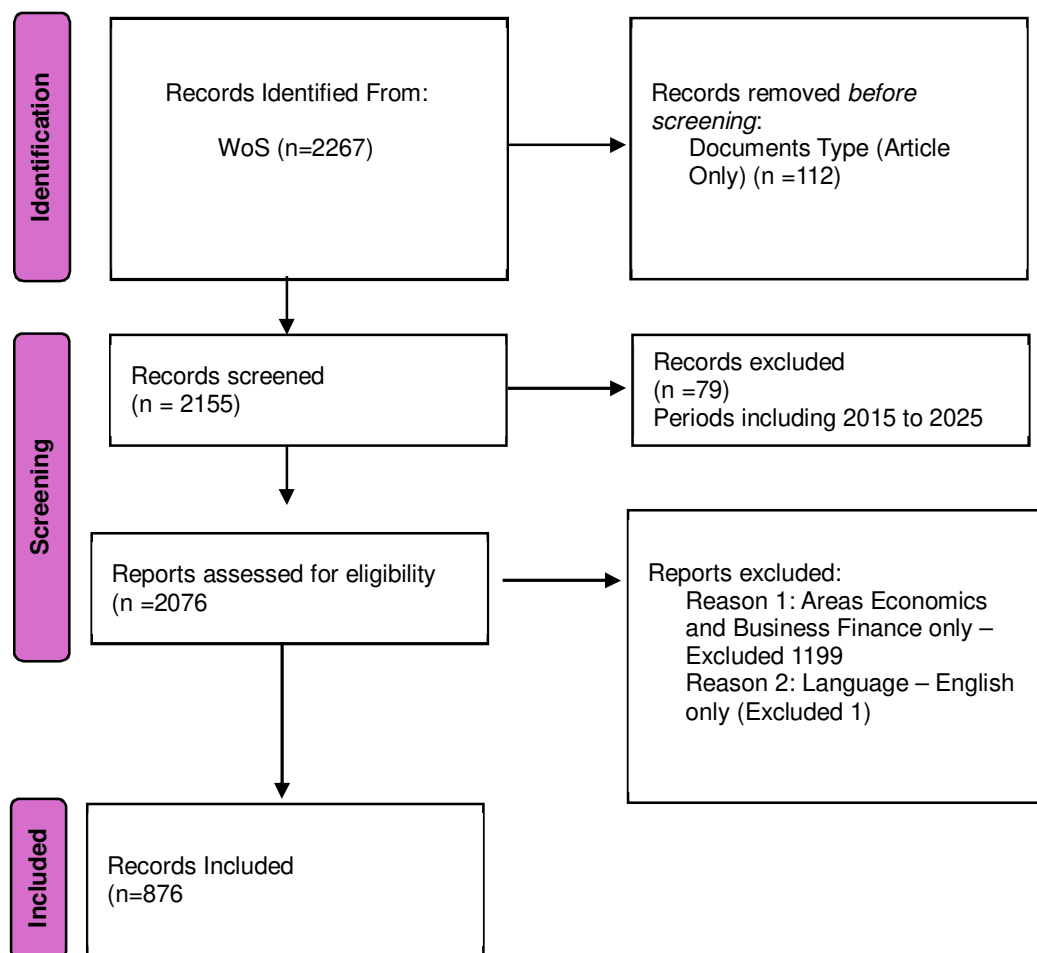 Identification
Records Identified From:
WoS (n=2267)
Records removed before
screening:
Documents Type (Article
Only) (n =112)
Screening
Records screened
(n = 2155)
Records excluded
(n =79)
Periods including 2015 to 2025
Reports assessed for eligibility
(n =2076
Reports excluded:
Reason 1: Areas Economics
and Business Finance only –
Excluded 1199
Reason 2: Language – English
only (Excluded 1)
Included
Records Included
(n=876